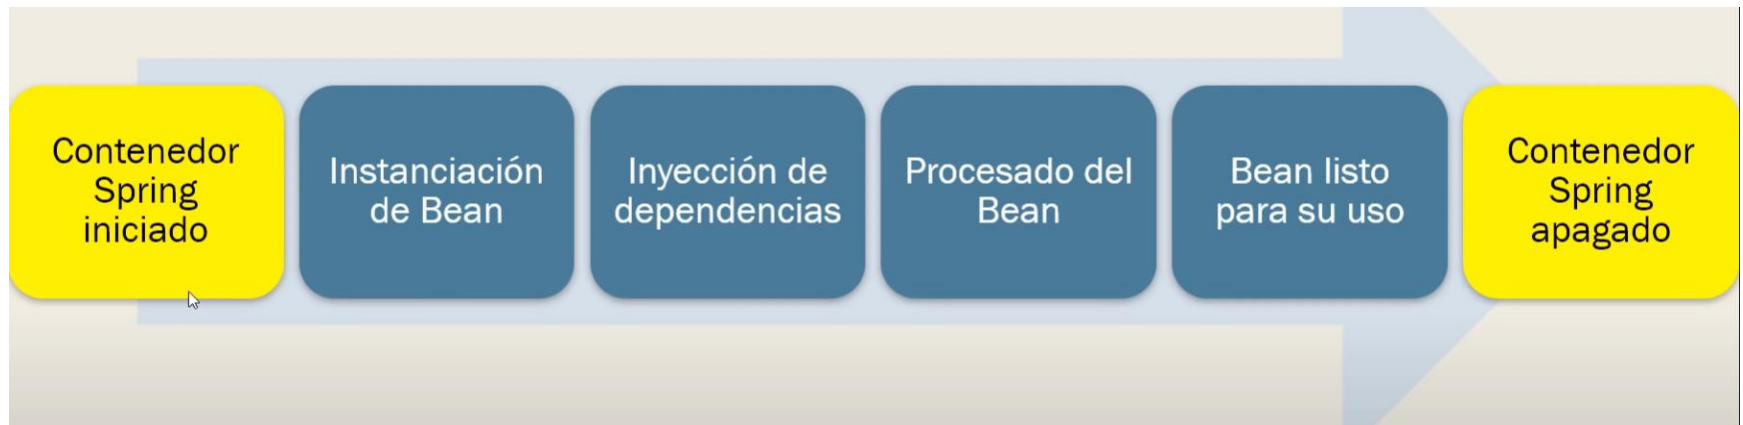 Contenedor
Spring
iniciado
Instanciación
de Bean
Inyección de
dependencias
Procesado del
Bean
Bean listo
para su uso
Contenedor
Spring
apagado